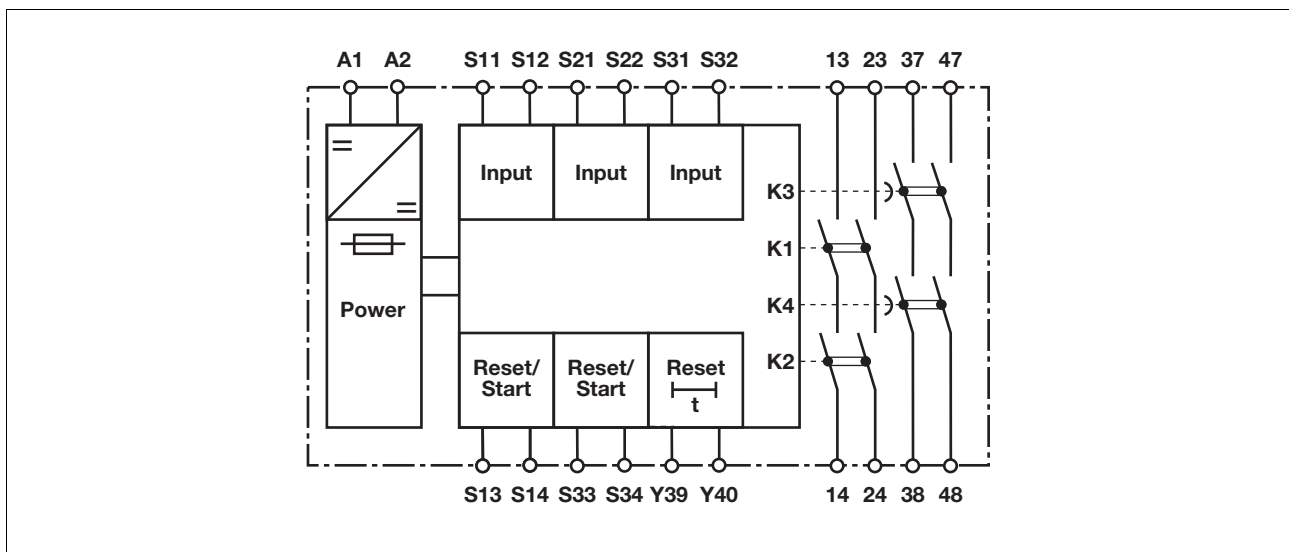 A1 A2 S11 S12 S21 S22 S31 S32 13 23 37 47
Input Input Input
K3
K1
K4
Power
K2
Reset/
Start
Reset/
Start
Reset
t
S13 S14 S33 S34 Y39 Y40 14 24 38 48